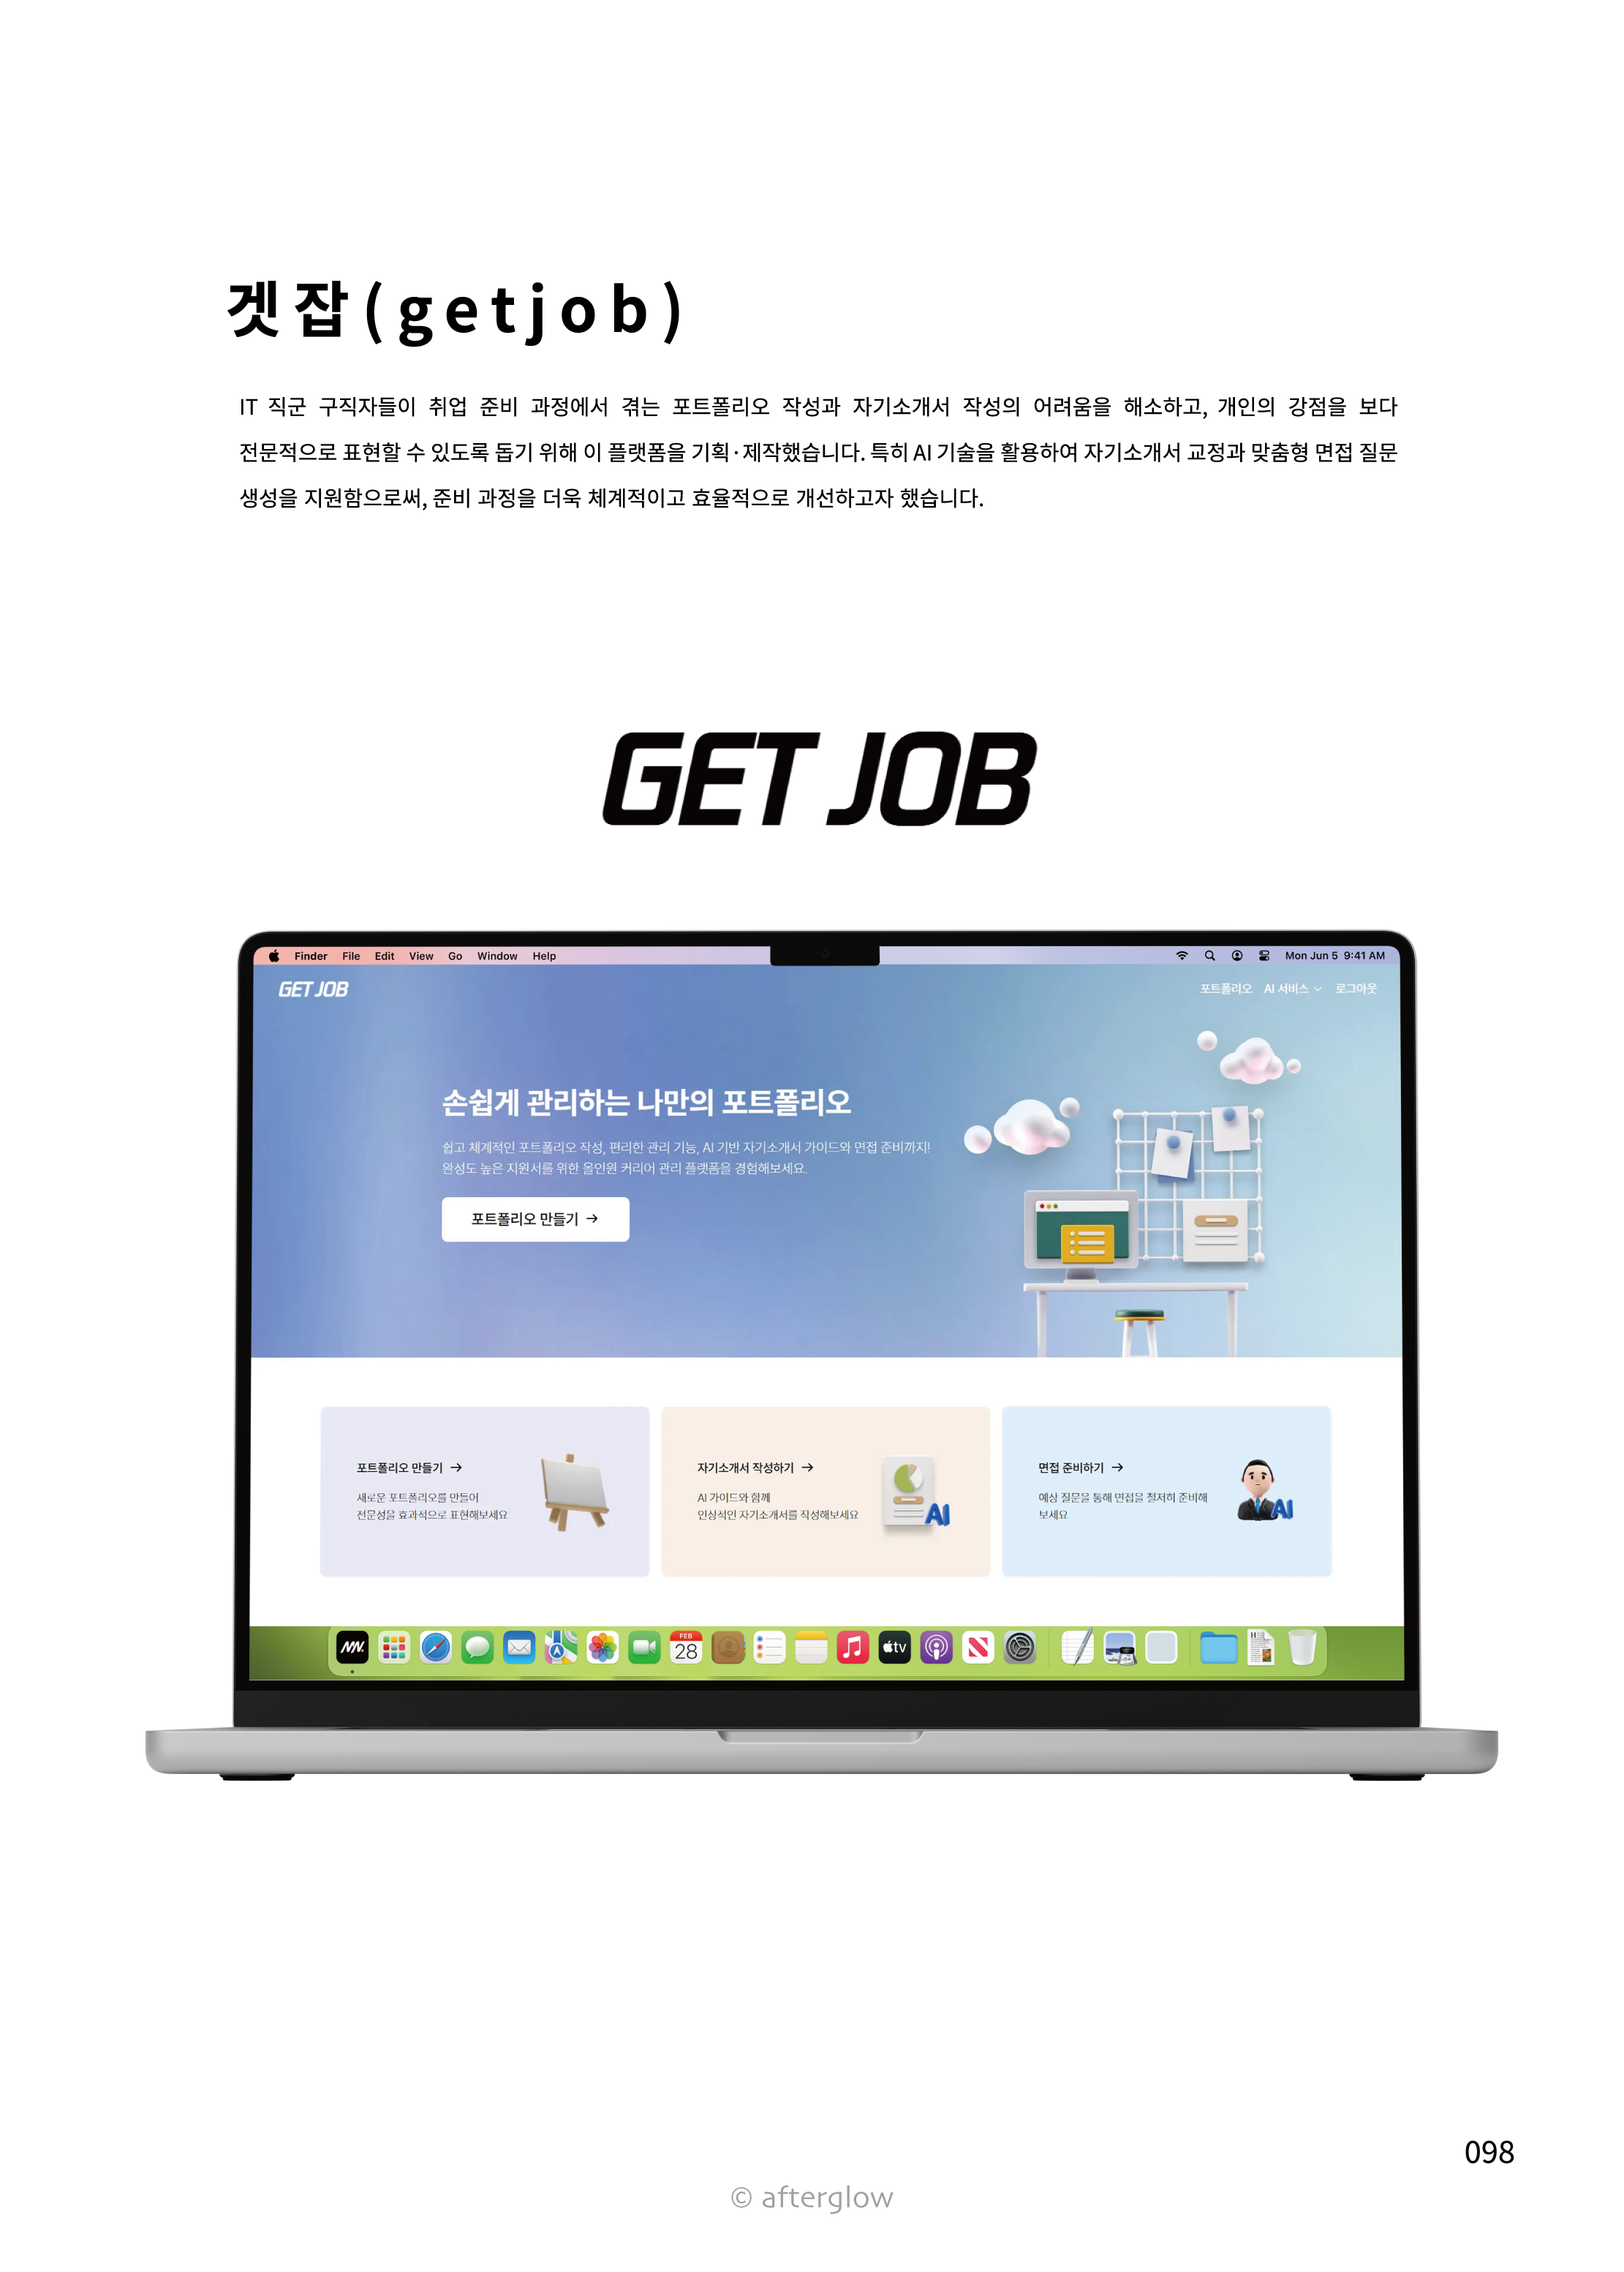 겟잡(getjob)
IT 직군 구직자들이 취업 준비 과정에서 겪는 포트폴리오 작성과 자기소개서 작성의 어려움을 해소하고, 개인의 강점을 보다
전문적으로 표현할 수 있도록 돕기 위해 이 플랫폼을 기획·제작했습니다. 특히 AI 기술을 활용하여 자기소개서 교정과 맞춤형 면접 질문
생성을 지원함으로써, 준비 과정을 더욱 체계적이고 효율적으로 개선하고자 했습니다.
GET JOB
Finder File Edit View Go Window Help
Mon Jun 5 9:41 AM
GET JOB
포트폴리오 AI 서비스 로그아웃
손쉽게 관리하는 나만의 포트폴리오
쉽고 체계적인 포트폴리오 작성, 편리한 관리 기능, AI 기반 자기소개서 가이드와 면접 준비까지!
완성도 높은 지원서를 위한 올인원 커리어 관리 플랫폼을 경험해보세요.
포트폴리오 만들기 →
포트폴리오 만들기 →
새로운 포트폴리오를 만들어
전문성을 효과적으로 표현해보세요
자기소개서 작성하기 →
AI 가이드와 함께
인상적인 자기소개서를 작성해보세요
AI
면접 준비하기 →
예상 질문을 통해 면접을 철저히 준비해
보세요
AI
FEB
28
tv
098
© afterglow